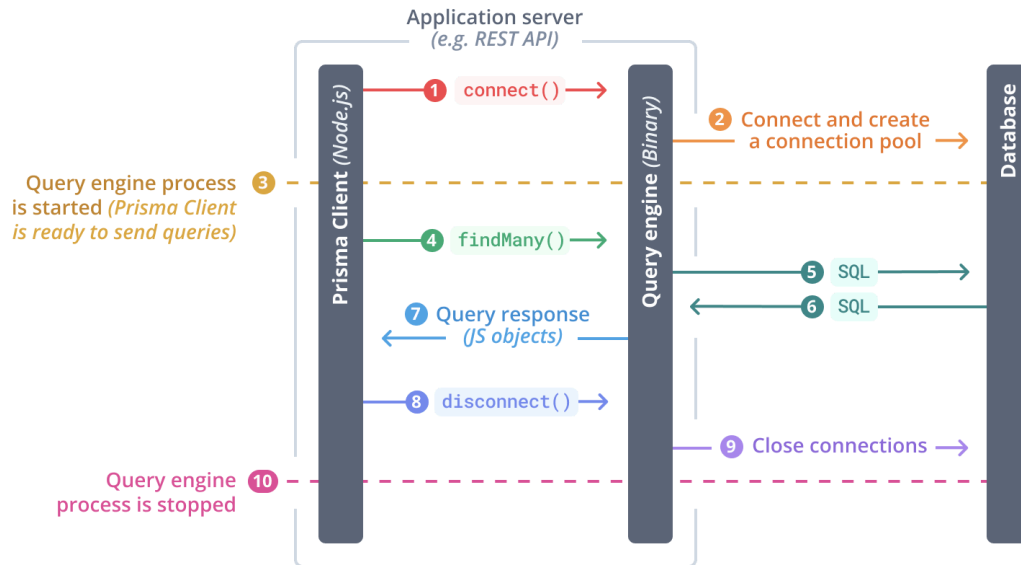 Application server
(e.g. REST API)
Prisma Client (Node.js)
Query engine (Binary)
Database
1 connect()
2 Connect and create
a connection pool
Query engine process 3
is started (Prisma Client
is ready to send queries)
4 findMany()
5 SQL
6 SQL
7 Query response
(JS objects)
8 disconnect()
9 Close connections
Query engine 10
process is stopped